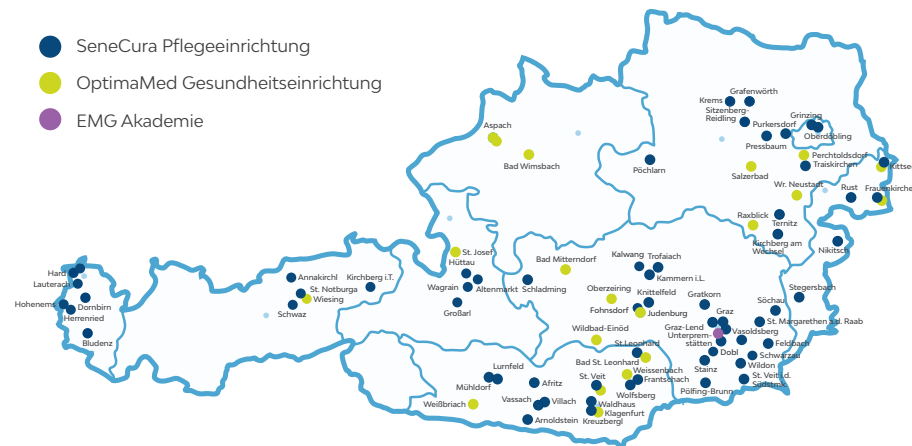 SeneCura Pflegeeinrichtung
OptimaMed Gesundheitseinrichtung
EMG Akademie
Grafenwörth
Krems
Sitzenberg-
Reidling
Purkersdorf
Grinzing
Oberdöbling
Pressbaum
Aspach
Bad Wimsbach
Pöchlarn
Perchtoldsdorf
Traiskirchen
Kittsee
Salzerbad
Wr. Neustadt
Rust
Frauenkirchen
Raxblick
Ternitz
Kirchberg am
Wechsel
Nikitsch
St. Josef
Hüttau
Bad Mitterndorf
Kalwang
Trofaiach
Kammern i.L.
Hard
Lauterach
Hohenems
Dornbirn
Herrenried
Bludenz
Annakirchl
Kirchberg i.T.
St. Notburga
Wiesing
Schwaz
Wagrain
Altenmarkt
Schladming
Großarl
Oberzeiring
Knittelfeld
Fohnsdorf
Judenburg
Gratkorn
Stegersbach
Söchau
Graz
St. Margarethen a.d. Raab
Graz-Lend
Unterprem-
stätten
Vasoldsberg
Feldbach
Wildbad-Einöd
St.Leonhard
Dobl
Schwarzau
Bad St. Leonhard
Weissenbach
Stainz
Wildon
Lurnfeld
Mühldorf
Afritz
St. Veit
Frantschach
Wolfsberg
St. Veit i.d.
Südstmk.
Pölfing-Brunn
Weißbriach
Vassach
Villach
Waldhaus
Klagenfurt
Arnoldstein
Kreuzbergl